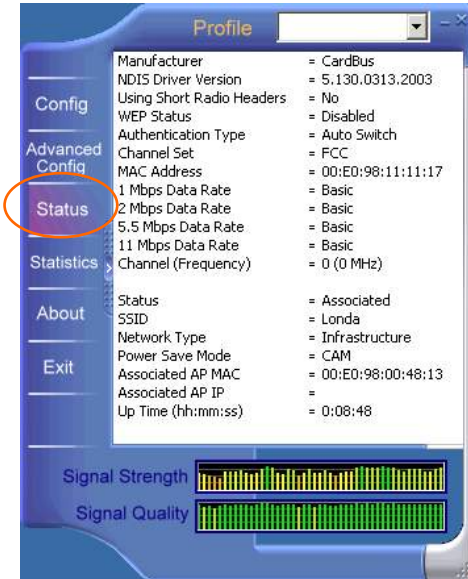 Profile
Config
Advanced
Config
Status
Statistics
About
Exit
Manufacturer = CardBus
NDIS Driver Version = 5.130.0313.2003
Using Short Radio Headers = No
WEP Status = Disabled
Authentication Type = Auto Switch
Channel Set = FCC
MAC Address = 00:E0:98:11:11:17
1 Mbps Data Rate = Basic
2 Mbps Data Rate = Basic
5.5 Mbps Data Rate = Basic
11 Mbps Data Rate = Basic
Channel (Frequency) = 0 (0 MHz)
Status = Associated
SSID = Londa
Network Type = Infrastructure
Power Save Mode = CAM
Associated AP MAC = 00:E0:98:00:48:13
Associated AP IP =
Up Time (hh:mm:ss) = 0:08:48
Signal Strength
Signal Quality